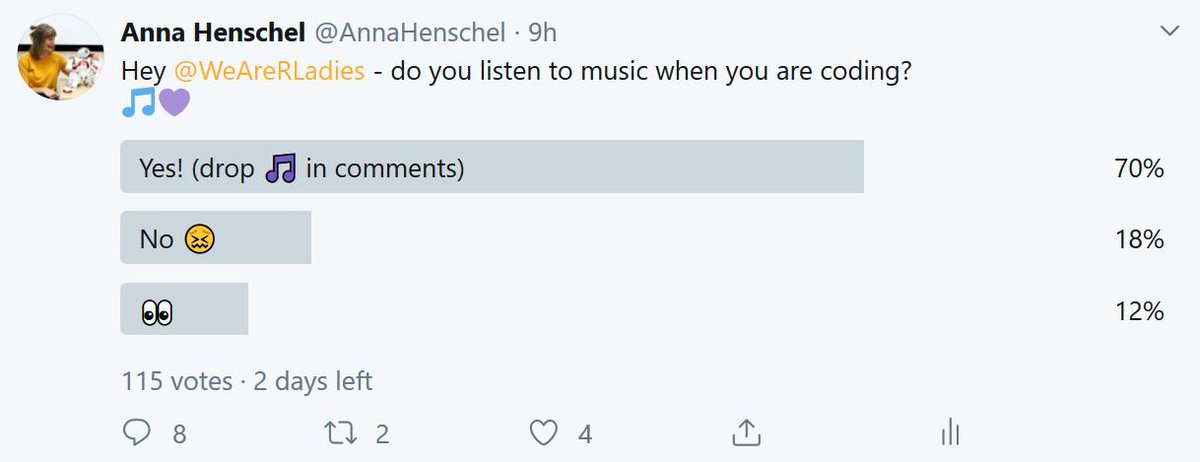 Anna Henschel @AnnaHenschel · 9h
Hey @WeAreRLadies - do you listen to music when you are coding?
🎵💜
Yes! (drop 🎵 in comments) 70%
No 😖 18%
👀 12%
115 votes · 2 days left
8 2 4